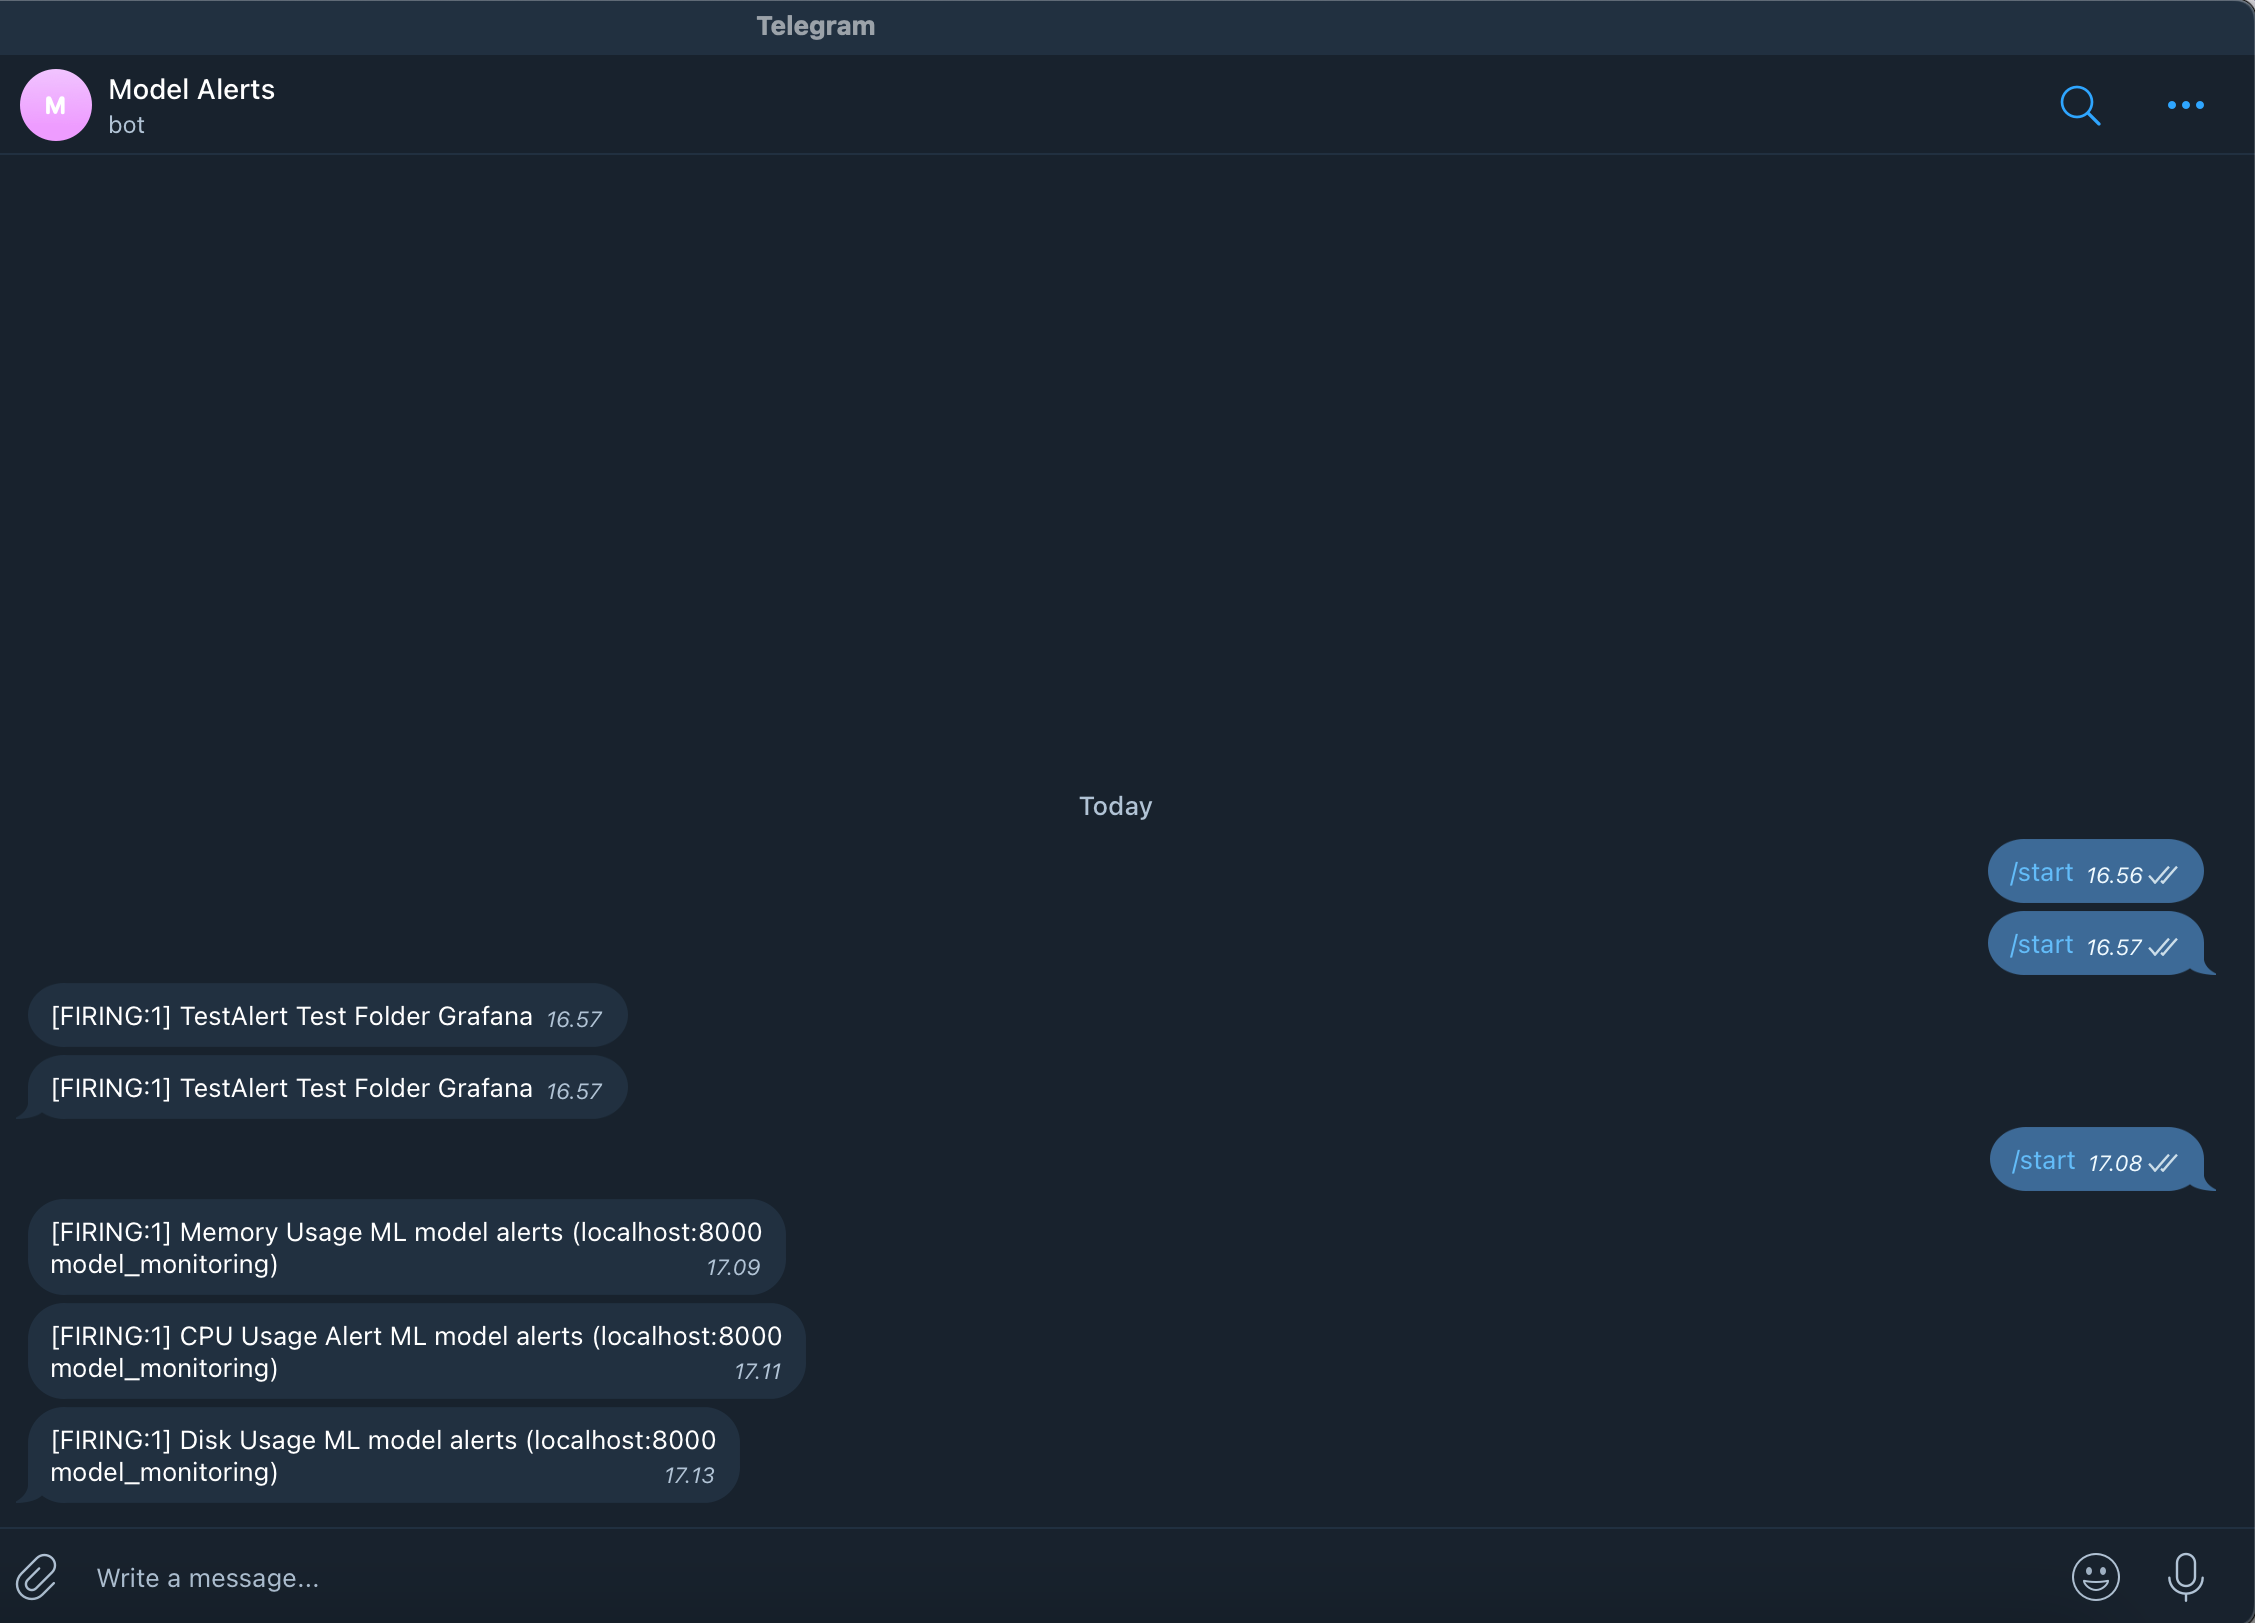 Telegram
M
Model Alerts
bot
Today
/start 16.56
/start 16.57
[FIRING:1] TestAlert Test Folder Grafana 16.57
[FIRING:1] TestAlert Test Folder Grafana 16.57
/start 17.08
[FIRING:1] Memory Usage ML model alerts (localhost:8000
model_monitoring) 17.09
[FIRING:1] CPU Usage Alert ML model alerts (localhost:8000
model_monitoring) 17.11
[FIRING:1] Disk Usage ML model alerts (localhost:8000
model_monitoring) 17.13
Write a message...